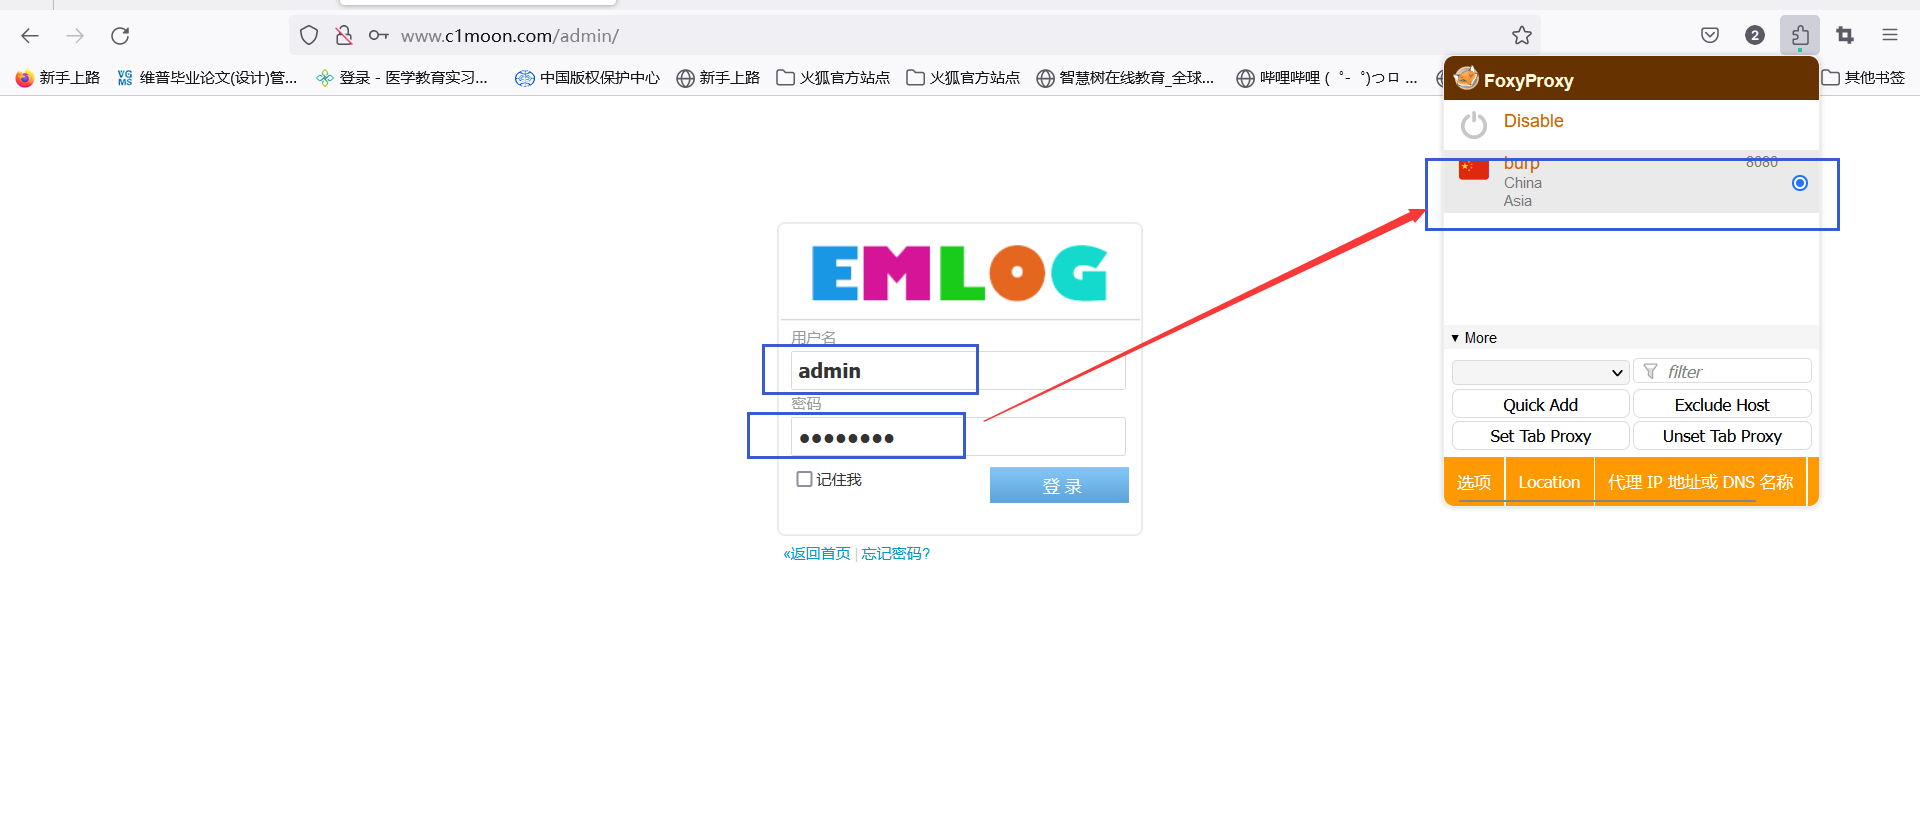 www.c1moon.com/admin/
2
新手上路
VG MS
维普毕业论文(设计)管...
登录 - 医学教育实习...
中国版权保护中心
新手上路
火狐官方站点
火狐官方站点
智慧树在线教育_全球...
哔哩哔哩 ( ゜- ゜)つロ ...
其他书签
FoxyProxy
Disable
burp
8080
China
Asia
EMLOG
用户名
admin
密码
记住我
登 录
«返回首页 | 忘记密码?
▾ More
filter
Quick Add
Exclude Host
Set Tab Proxy
Unset Tab Proxy
选项
Location
代理 IP 地址或 DNS 名称